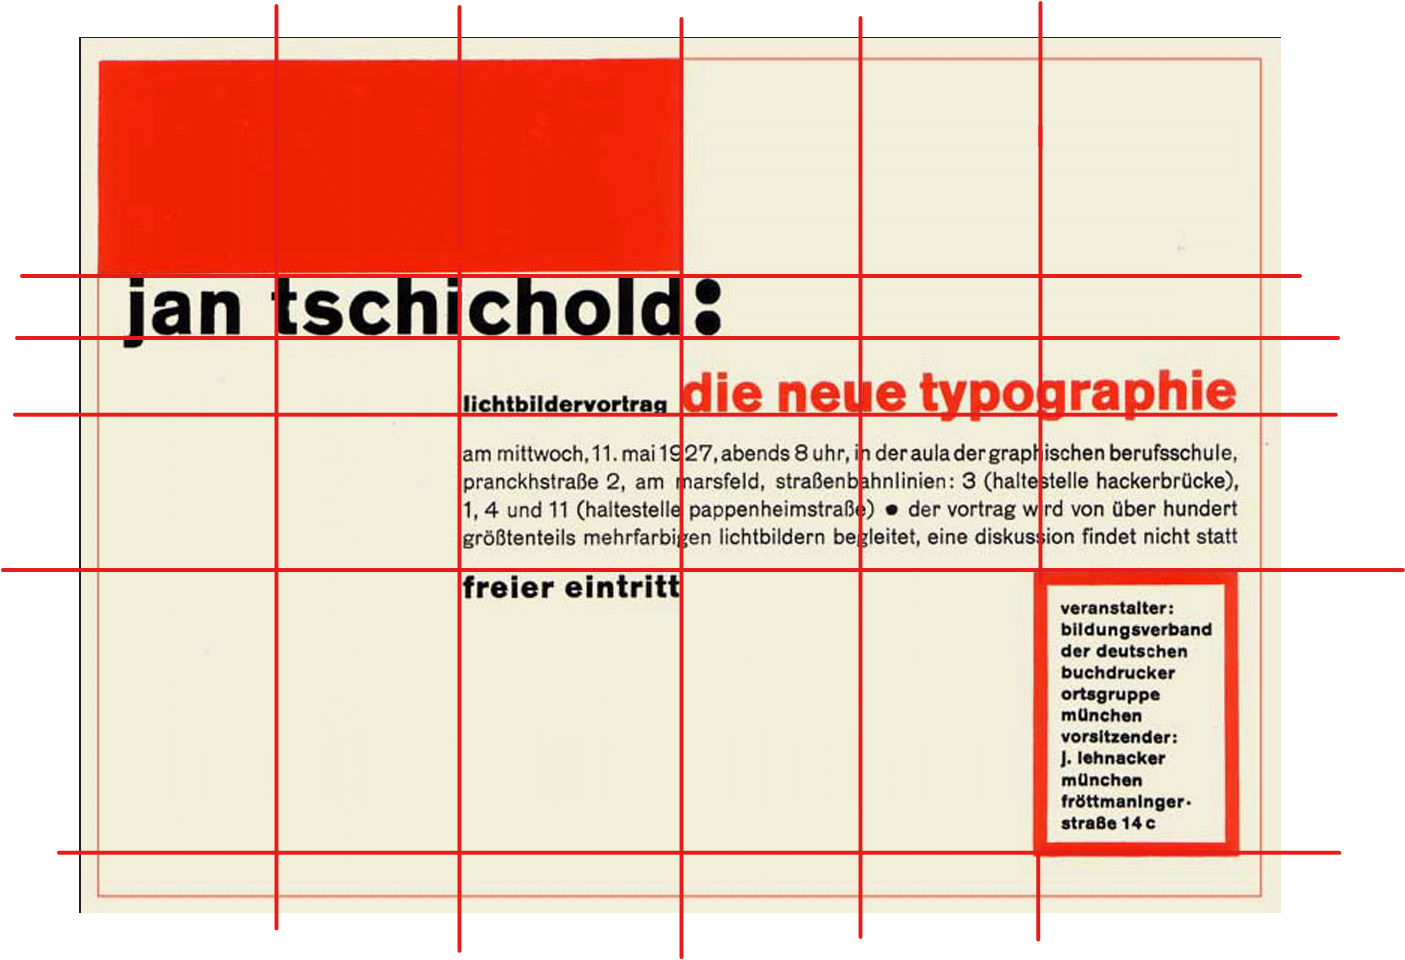 jan tschichold:
lichtbildervortrag die neue typographie
am mittwoch, 11. mai 1927, abends 8 uhr, in der aula der graphischen berufsschule,
pranckhstraße 2, am marsfeld, straßenbahnlinien: 3 (haltestelle hackerbrücke),
1, 4 und 11 (haltestelle pappenheimstraße) ● der vortrag wird von über hundert
größtenteils mehrfarbigen lichtbildern begleitet, eine diskussion findet nicht statt
freier eintritt
veranstalter:
bildungsverband
der deutschen
buchdrucker
ortsgruppe
münchen
vorsitzender:
j. lehnacker
münchen
fröttmaninger-
straße 14 c